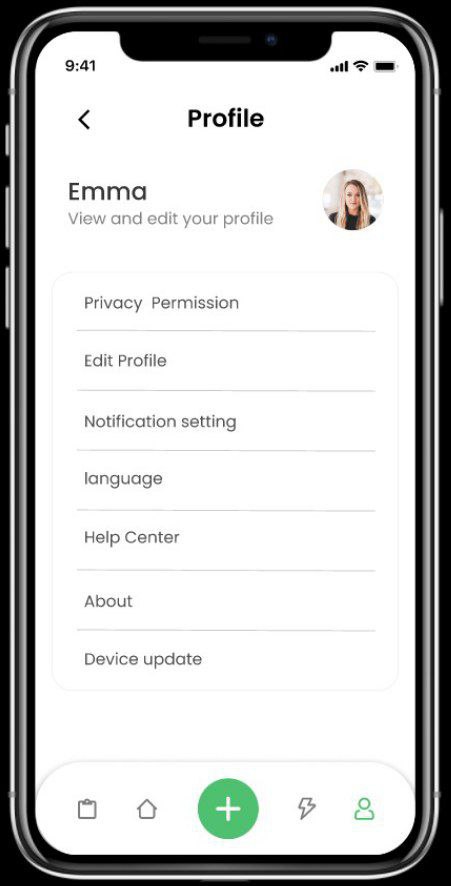 9:41
Profile
Emma
View and edit your profile
Privacy Permission
Edit Profile
Notification setting
language
Help Center
About
Device update